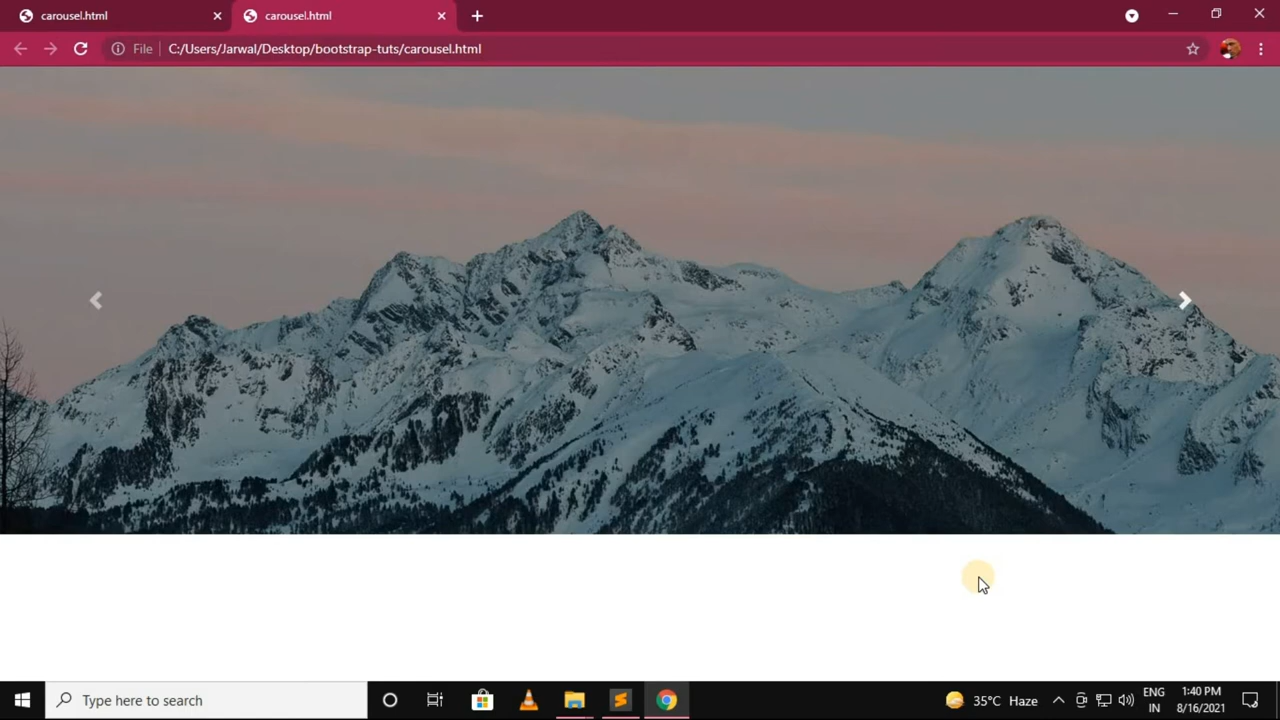 carousel.html
carousel.html
File
C:/Users/Jarwal/Desktop/bootstrap-tuts/carousel.html
Type here to search
35°C Haze
ENG
IN
1:40 PM
8/16/2021